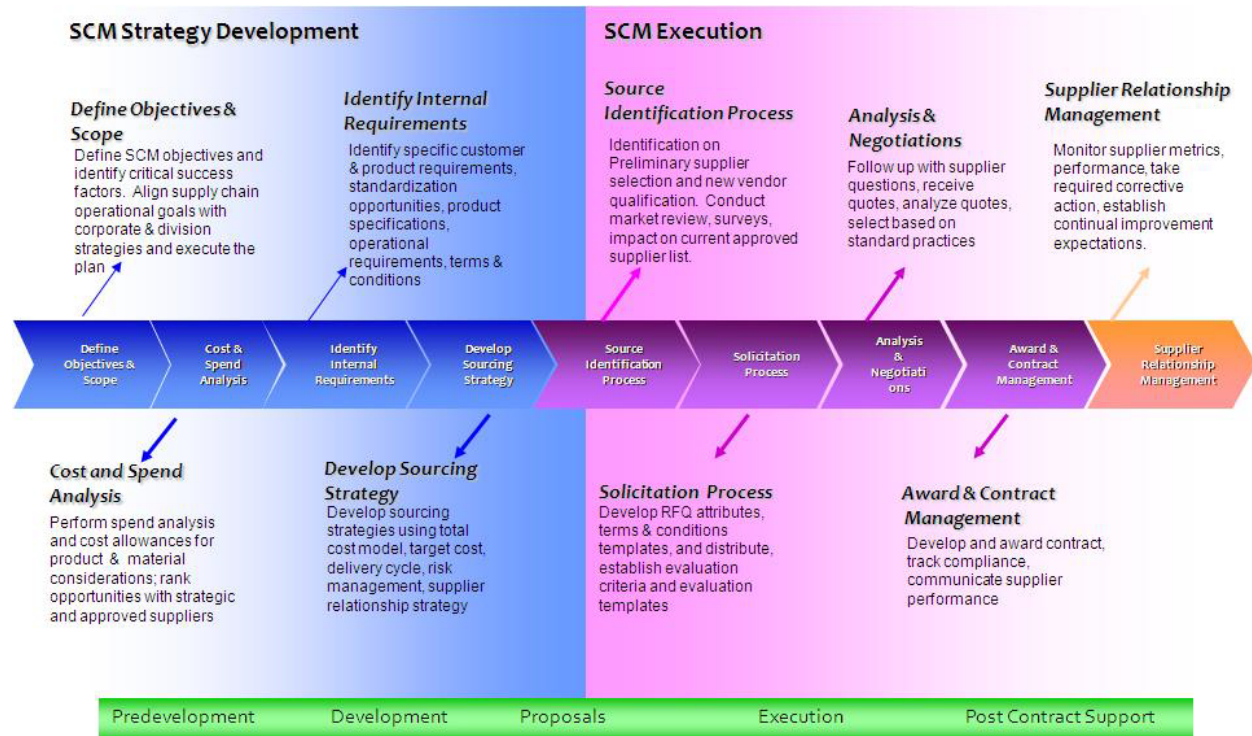 SCM Strategy Development
SCM Execution
Define Objectives &
Scope
Define SCM objectives and
identify critical success
factors. Align supply chain
operational goals with
corporate & division
strategies and execute the
plan
Identify Internal
Requirements
Identify specific customer
& product requirements,
standardization
opportunities, product
specifications,
operational
requirements, terms &
conditions
Source
Identification Process
Identification on
Preliminary supplier
selection and new vendor
qualification. Conduct
market review, surveys,
impact on current approved
supplier list.
Analysis &
Negotiations
Follow up with supplier
questions, receive
quotes, analyze quotes,
select based on
standard practices
Supplier Relationship
Management
Monitor supplier metrics,
performance, take
required corrective
action, establish
continual improvement
expectations.
Define
Objectives &
Scope
Cost &
Spend
Analysis
Identify
Internal
Requirements
Develop
Sourcing
Strategy
Source
Identification
Process
Solicitation
Process
Analysis
&
Negotiati
ons
Award &
Contract
Management
Supplier
Relationship
Management
Cost and Spend
Analysis
Perform spend analysis
and cost allowances for
product & material
considerations; rank
opportunities with strategic
and approved suppliers
Develop Sourcing
Strategy
Develop sourcing
strategies using total
cost model, target cost,
delivery cycle, risk
management, supplier
relationship strategy
Solicitation Process
Develop RFQ attributes,
terms & conditions
templates, and distribute,
establish evaluation
criteria and evaluation
templates
Award & Contract
Management
Develop and award contract,
track compliance,
communicate supplier
performance
Predevelopment
Development
Proposals
Execution
Post Contract Support